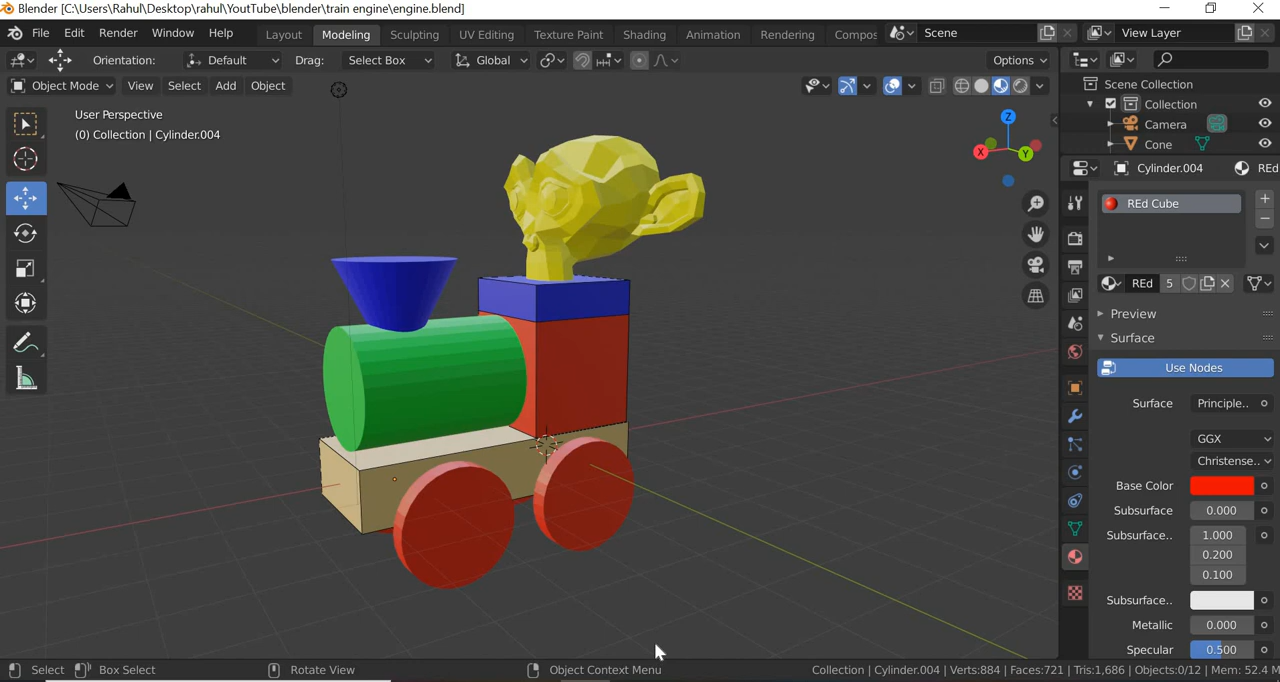 Blender [C:\Users\Rahul\Desktop\rahul\YoutTube\blender\train engine\engine.blend]
File Edit Render Window Help Layout Modeling Sculpting UV Editing Texture Paint Shading Animation Rendering Compos Scene View Layer
Orientation: Default Drag: Select Box Global Options
Object Mode View Select Add Object
User Perspective
(0) Collection | Cylinder.004
Z
X
Y
Scene Collection
Collection
Camera
Cone
Cylinder.004 REd
REd Cube
REd 5
Preview
Surface
Use Nodes
Surface Principle..
GGX
Christense..
Base Color
Subsurface 0.000
Subsurface.. 1.000
0.200
0.100
Subsurface..
Metallic 0.000
Specular 0.500
Select Box Select Rotate View Object Context Menu Collection | Cylinder.004 | Verts:884 | Faces:721 | Tris:1,686 | Objects:0/12 | Mem: 52.4 M